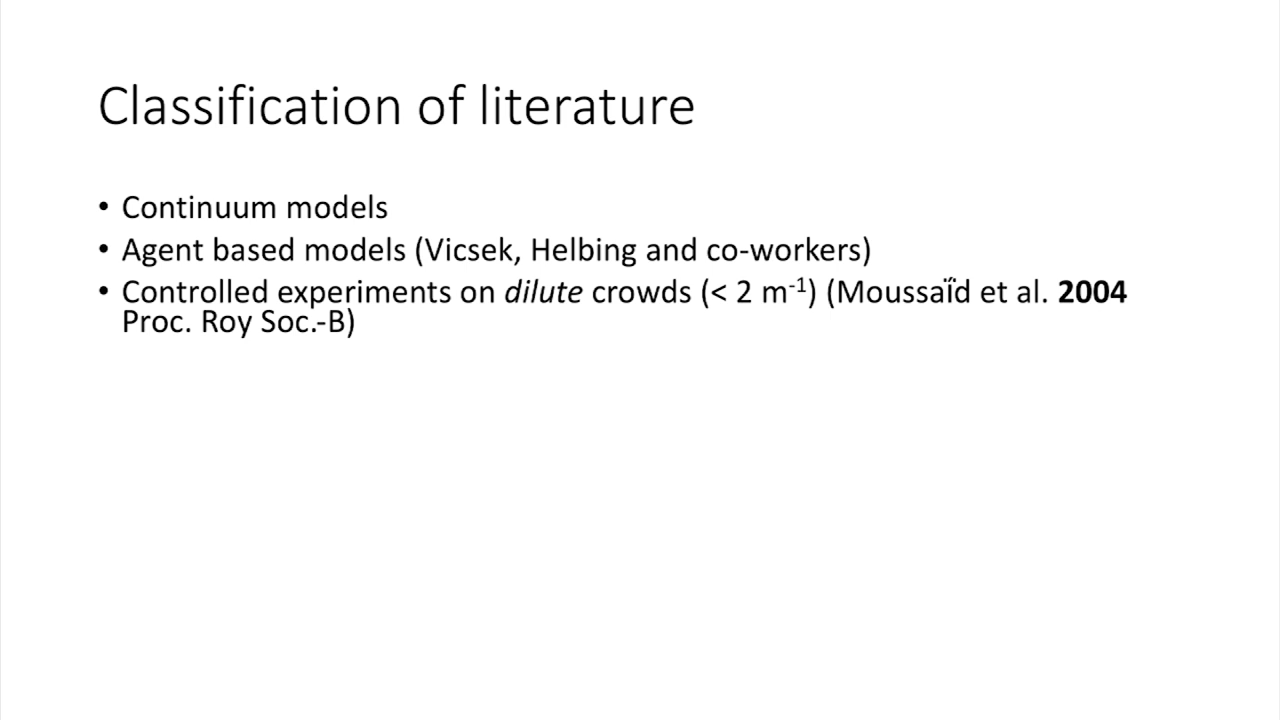 Classification of literature
• Continuum models
• Agent based models (Vicsek, Helbing and co-workers)
• Controlled experiments on dilute crowds (< 2 m⁻¹) (Moussaïd et al. 2004
Proc. Roy Soc.-B)